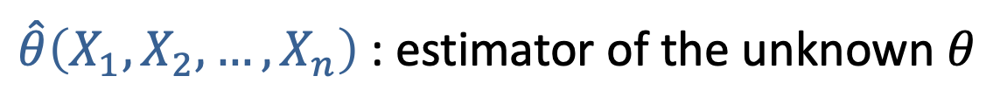 θ̂(X₁, X₂, ... , Xₙ) : estimator of the unknown θ